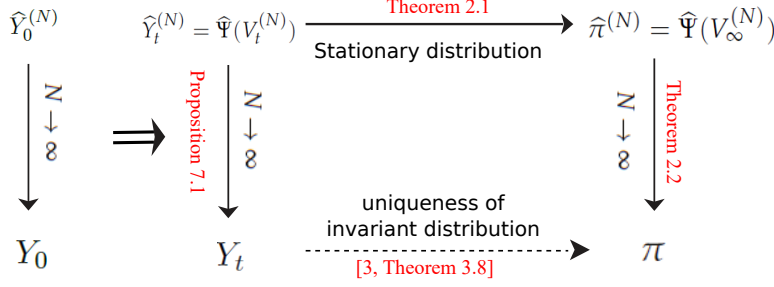 Theorem 2.1
Ŷ₀⁽ᴺ⁾
Ŷₜ⁽ᴺ⁾ = Ψ̂(Vₜ⁽ᴺ⁾)
π̂⁽ᴺ⁾ = Ψ̂(V∞⁽ᴺ⁾)
Stationary distribution
N → ∞
Proposition 7.1
N → ∞
N → ∞
Theorem 2.2
uniqueness of
invariant distribution
Y₀
Yₜ
π
[3, Theorem 3.8]